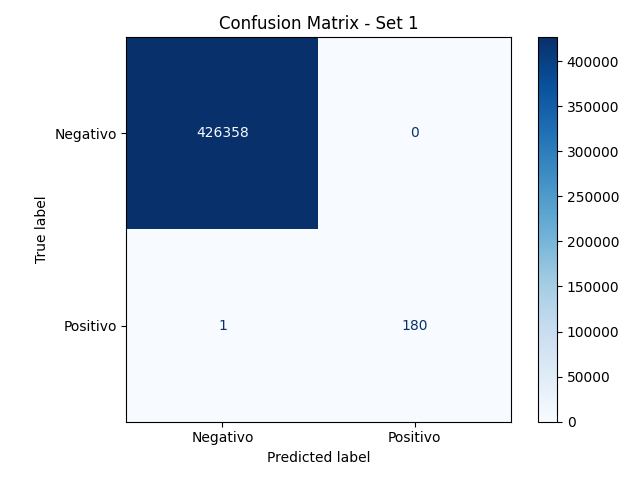 Confusion Matrix - Set 1
True label
Negativo
426358
0
Positivo
1
180
Negativo
Positivo
Predicted label
400000
350000
300000
250000
200000
150000
100000
50000
0